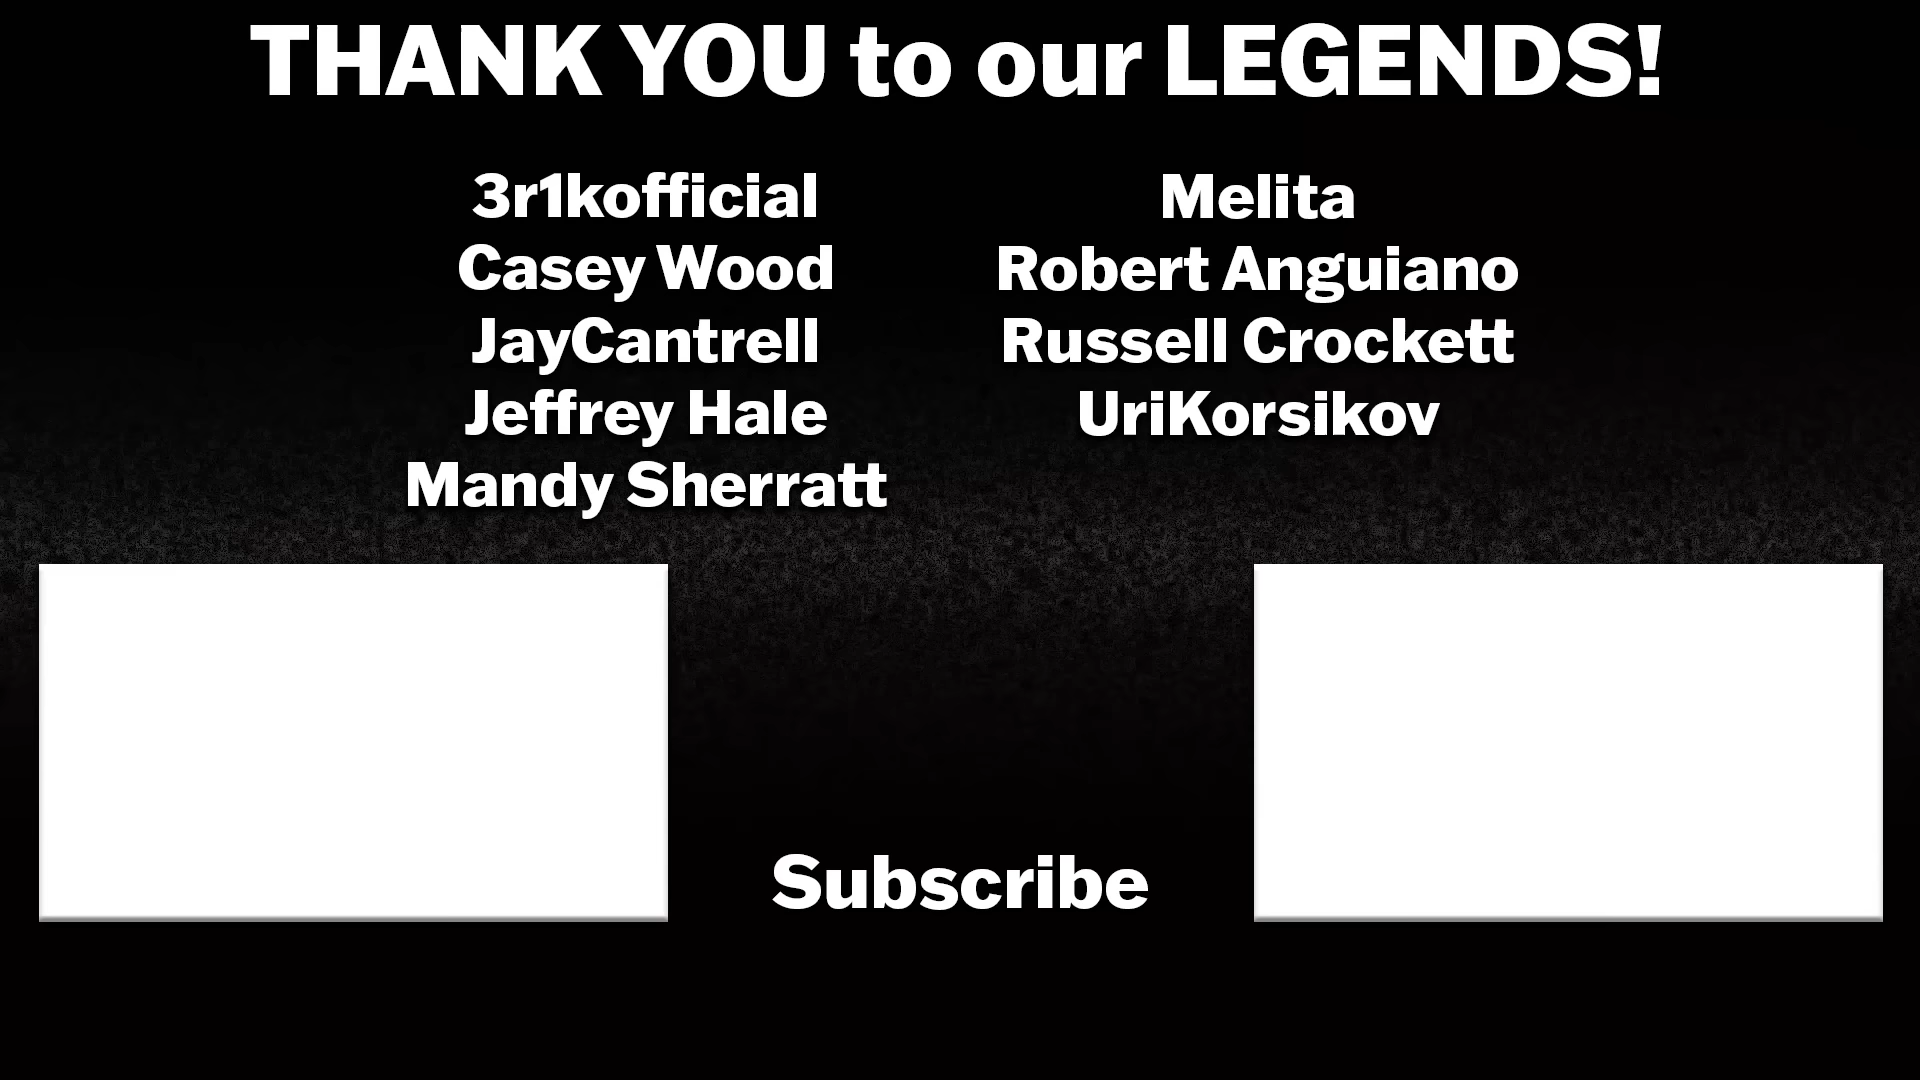 THANK YOU to our LEGENDS!
3r1kofficial
Casey Wood
JayCantrell
Jeffrey Hale
Mandy Sherratt
Melita
Robert Anguiano
Russell Crockett
UriKorsikov
Subscribe